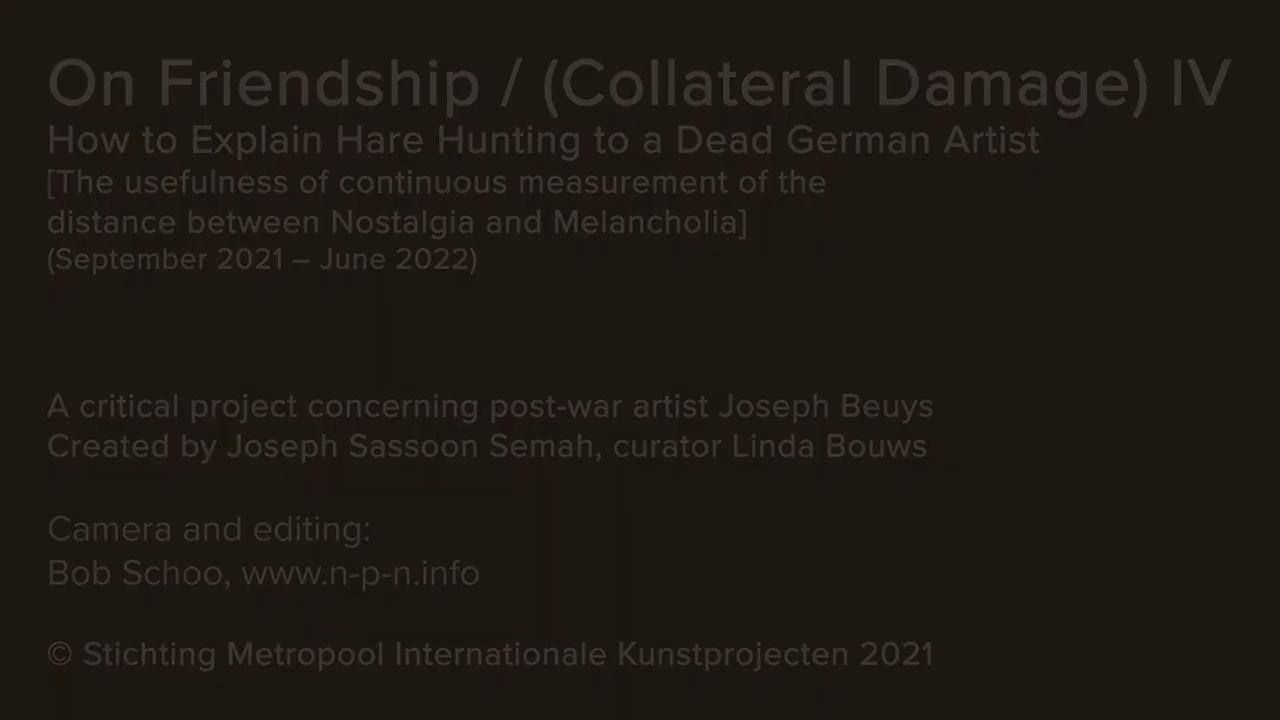 On Friendship / (Collateral Damage) IV
How to Explain Hare Hunting to a Dead German Artist
[The usefulness of continuous measurement of the
distance between Nostalgia and Melancholia]
(September 2021 – June 2022)
A critical project concerning post-war artist Joseph Beuys
Created by Joseph Sassoon Semah, curator Linda Bouws
Camera and editing:
Bob Schoo, www.n-p-n.info
© Stichting Metropool Internationale Kunstprojecten 2021